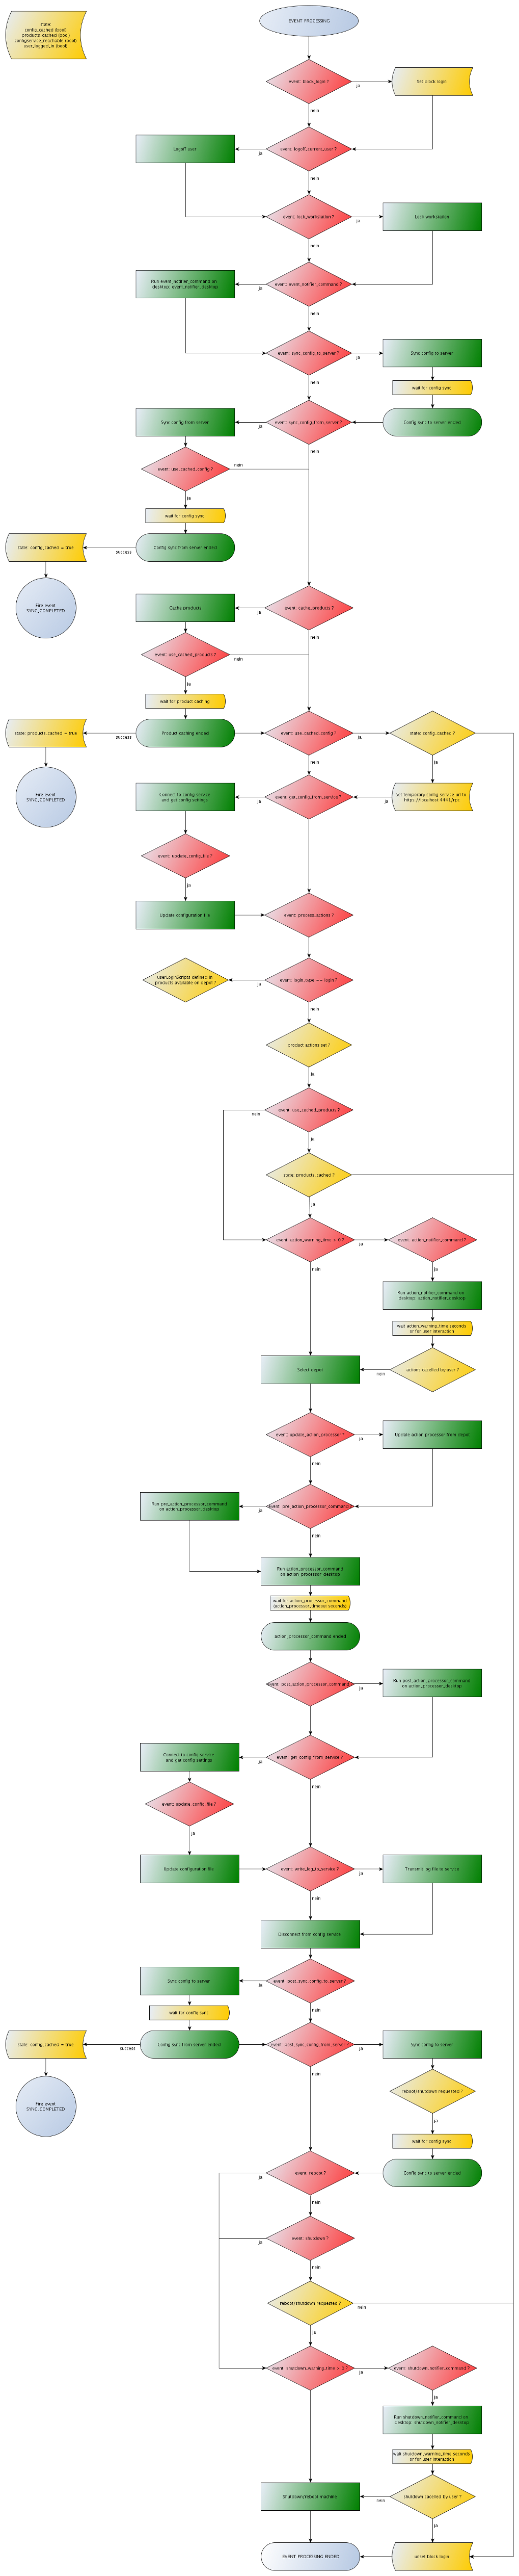 state:
config_cached (bool)
products_cached (bool)
configservice_reachable (bool)
user_logged_in (bool)
EVENT PROCESSING
event: block_login ?
ja
Set block login
nein
Logoff user
ja
event: logoff_current_user ?
nein
event: lock_workstation ?
ja
Lock workstation
nein
Run event_notifier_command on
desktop: event_notifier_desktop
ja
event: event_notifier_command ?
nein
event: sync_config_to_server ?
ja
Sync config to server
nein
wait for config sync
Sync config from server
ja
event: sync_config_from_server ?
Config sync to server ended
nein
event: use_cached_config ?
nein
ja
wait for config sync
state: config_cached = true
success
Config sync from server ended
Fire event
SYNC_COMPLETED
Cache products
ja
event: cache_products ?
nein
event: use_cached_products ?
nein
ja
wait for product caching
state: products_cached = true
success
Product caching ended
event: use_cached_config ?
ja
state: config_cached ?
nein
ja
Fire event
SYNC_COMPLETED
Connect to config service
and get config settings
ja
event: get_config_from_service ?
ja
Set temporary config service url to
https://localhost:4441/rpc
event: update_config_file ?
ja
Update configuration file
event: process_actions ?
userLoginScripts defined in
products available on depot ?
ja
event: login_type == login ?
nein
product actions set ?
ja
event: use_cached_products ?
nein
ja
state: products_cached ?
ja
event: action_warning_time > 0 ?
ja
event: action_notifier_command ?
nein
ja
Run action_notifier_command on
desktop: action_notifier_desktop
wait action_warning_time seconds
or for user interaction
Select depot
nein
actions cacelled by user ?
event: update_action_processor ?
ja
Update action processor from depot
nein
Run pre_action_processor_command
on action_processor_desktop
ja
event: pre_action_processor_command ?
nein
Run action_processor_command
on action_processor_desktop
wait for action_processor_command
(action_processor_timeout seconds)
action_processor_command ended
event: post_action_processor_command
ja
Run post_action_processor_command
on action_processor_desktop
Connect to config service
and get config settings
ja
event: get_config_from_service ?
nein
event: update_config_file ?
ja
Update configuration file
event: write_log_to_service ?
ja
Transmit log file to service
nein
Disconnect from config service
Sync config to server
ja
event: post_sync_config_to_server ?
nein
wait for config sync
state: config_cached = true
success
Config sync from server ended
event: post_sync_config_from_server ?
ja
Sync config to server
nein
Fire event
SYNC_COMPLETED
reboot/shutdown requested ?
ja
wait for config sync
ja
event: reboot ?
Config sync to server ended
nein
event: shutdown ?
ja
nein
reboot/shutdown requested ?
nein
ja
event: shutdown_warning_time > 0 ?
ja
event: shutdown_notifier_command ?
ja
Run shutdown_notifier_command on
desktop: shutdown_notifier_desktop
wait shutdown_warning_time seconds
or for user interaction
Shutdown/reboot machine
nein
shutdown cacelled by user ?
ja
EVENT PROCESSING ENDED
unset block login